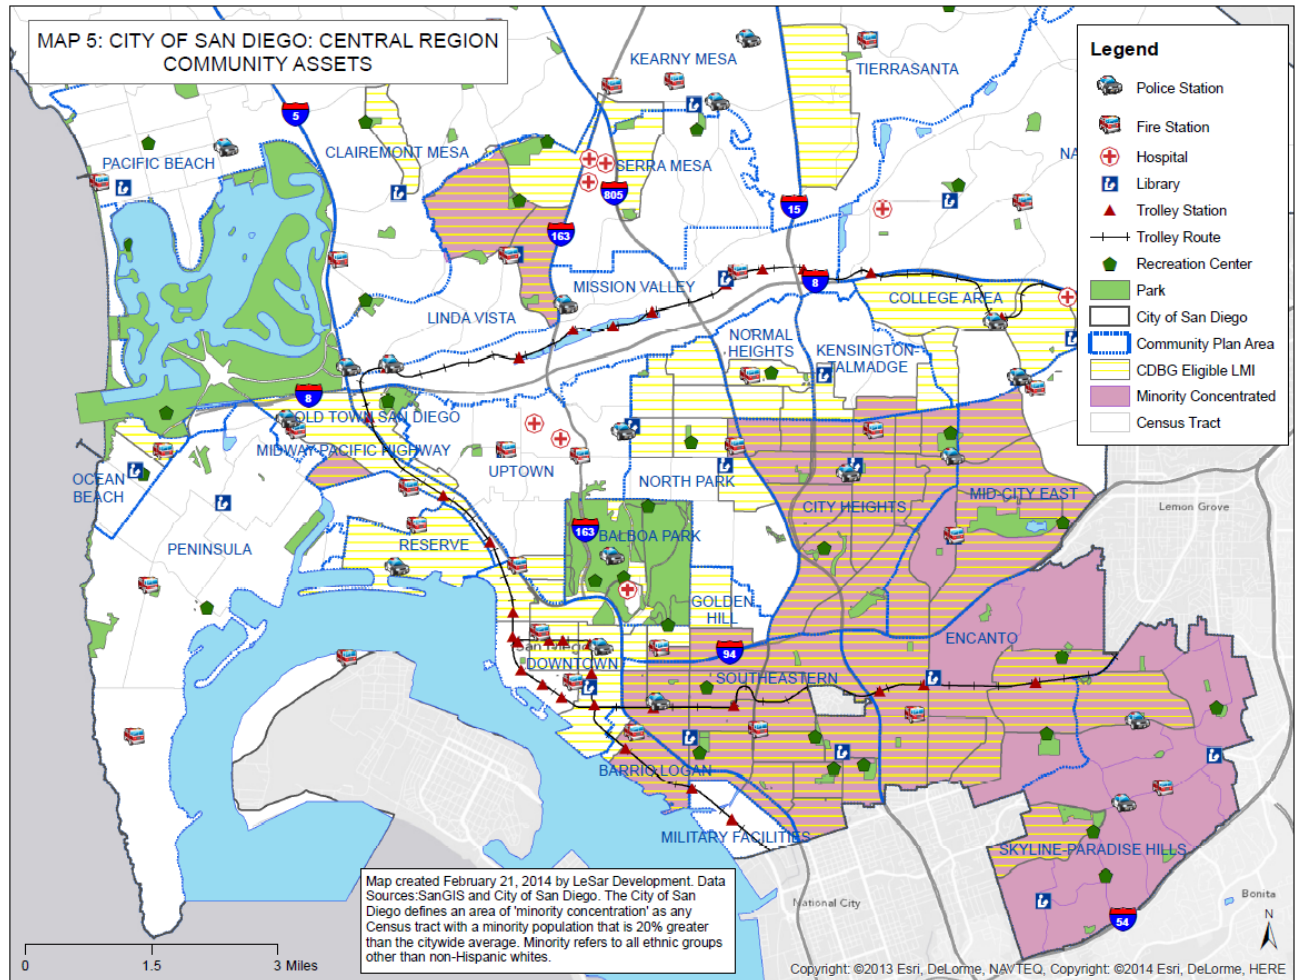 MAP 5: CITY OF SAN DIEGO: CENTRAL REGION
COMMUNITY ASSETS
KEARNY MESA
TIERRASANTA
Legend
Police Station
Fire Station
Hospital
Library
Trolley Station
Trolley Route
Recreation Center
Park
City of San Diego
Community Plan Area
CDBG Eligible LMI
Minority Concentrated
Census Tract
5
PACIFIC BEACH
CLAIREMONT MESA
SERRA MESA
NA
805
15
163
MISSION VALLEY
8
COLLEGE AREA
LINDA VISTA
NORMAL
HEIGHTS
KENSINGTON-
TALMADGE
8
OLD TOWN SAN DIEGO
MIDWAY-PACIFIC HIGHWAY
UPTOWN
OCEAN
BEACH
NORTH PARK
CITY HEIGHTS
MID-CITY EAST
Lemon Grove
163
BALBOA PARK
PENINSULA
RESERVE
GOLDEN
HILL
ENCANTO
San Diego
DOWNTOWN
94
SOUTHEASTERN
BARRIO LOGAN
MILITARY FACILITIES
SKYLINE-PARADISE HILLS
National City
Bonita
54
N
Map created February 21, 2014 by LeSar Development. Data
Sources:SanGIS and City of San Diego. The City of San
Diego defines an area of 'minority concentration' as any
Census tract with a minority population that is 20% greater
than the citywide average. Minority refers to all ethnic groups
other than non-Hispanic whites.
0 1.5 3 Miles
Copyright: ©2013 Esri, DeLorme, NAVTEQ, Copyright: ©2014 Esri, DeLorme, HERE